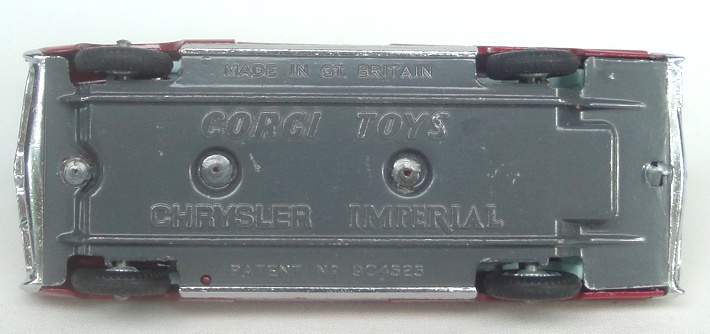 MADE IN GT. BRITAIN
CORGI TOYS
CHRYSLER IMPERIAL
PATENT Nº 904525